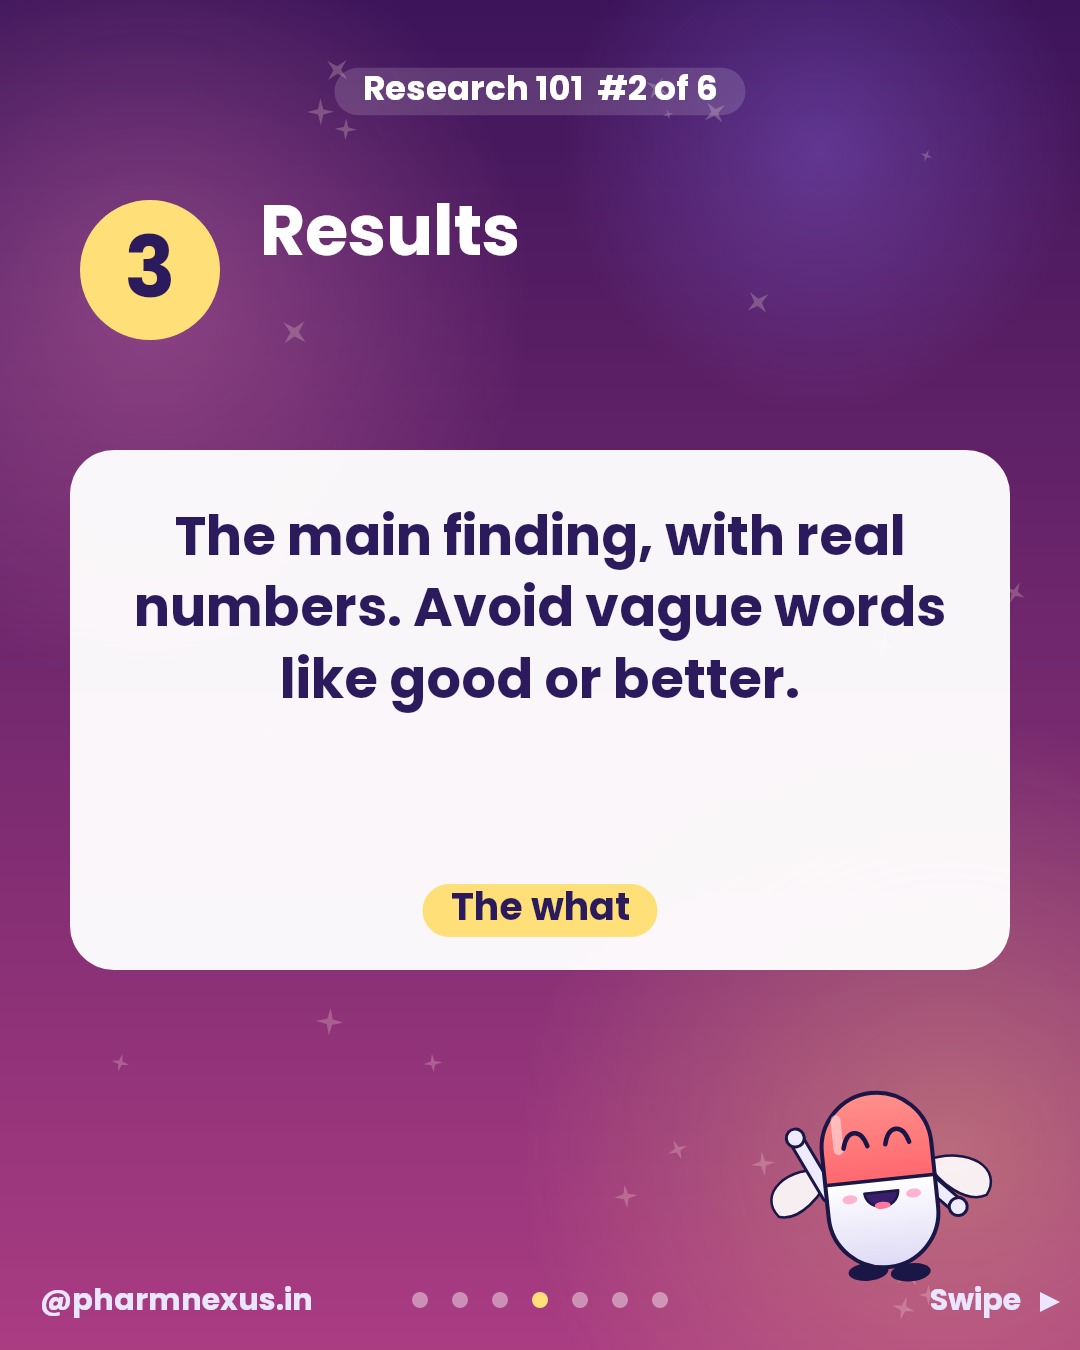 Research 101 #2 of 6
3
Results
The main finding, with real
numbers. Avoid vague words
like good or better.
The what
@pharmnexus.in
Swipe ▶